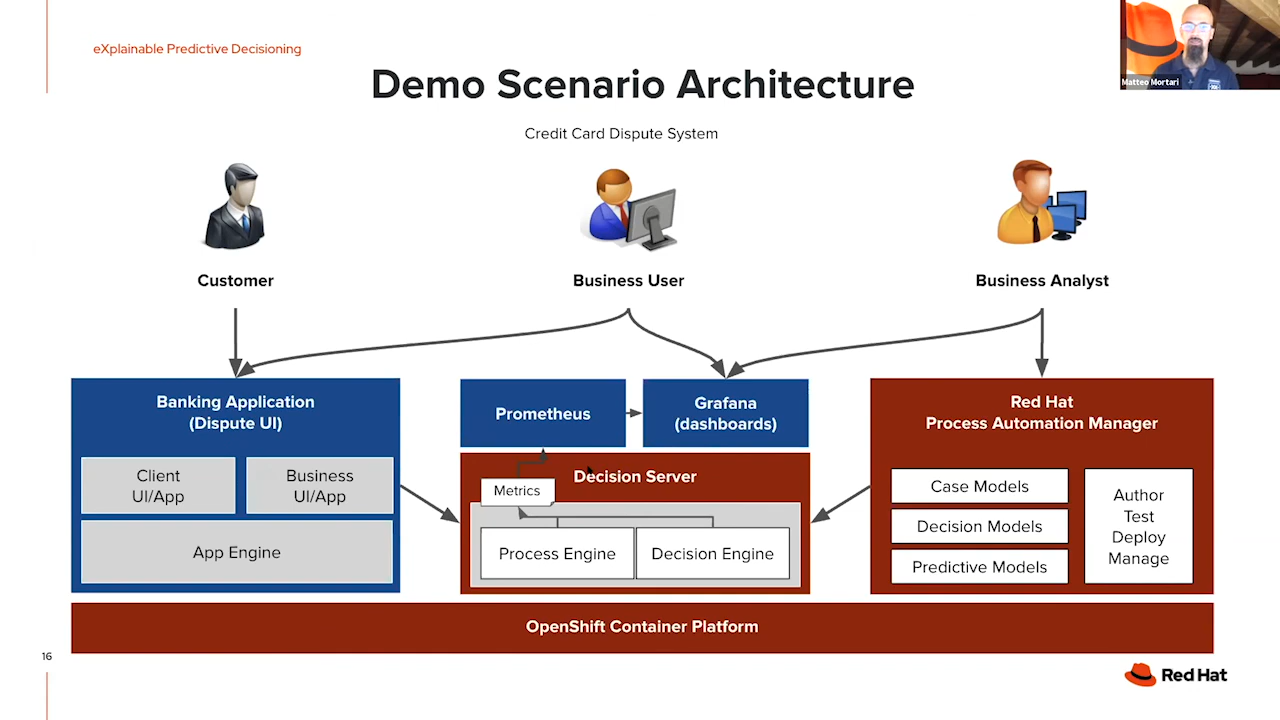 eXplainable Predictive Decisioning
Matteo Mortari
Demo Scenario Architecture
Credit Card Dispute System
Customer
Business User
Business Analyst
Banking Application
(Dispute UI)
Client
UI/App
Business
UI/App
App Engine
Prometheus
Grafana
(dashboards)
Decision Server
Metrics
Process Engine
Decision Engine
Red Hat
Process Automation Manager
Case Models
Decision Models
Predictive Models
Author
Test
Deploy
Manage
OpenShift Container Platform
16
Red Hat